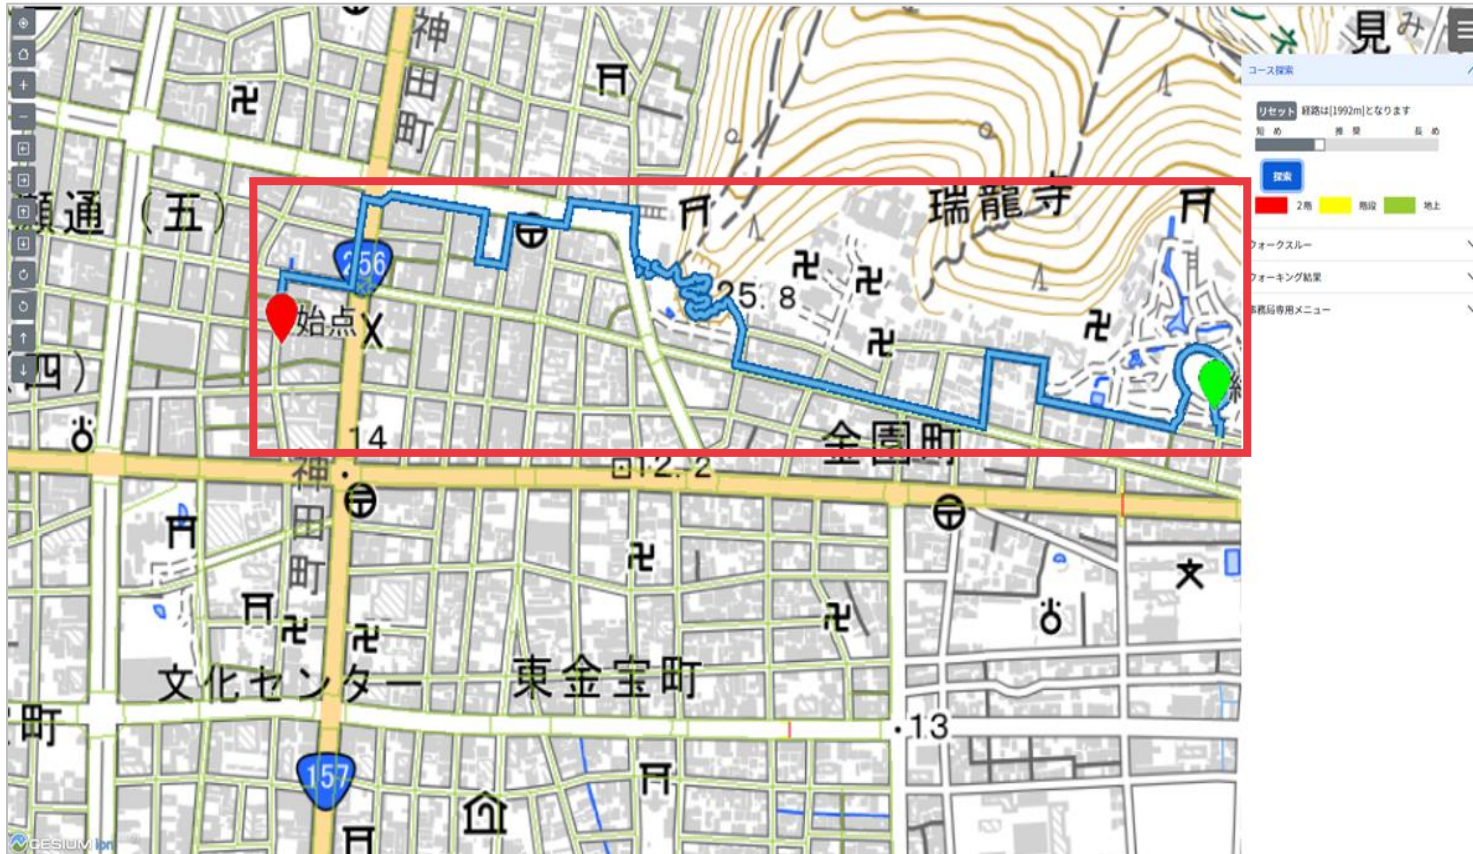 神田町
見
み
コース探索
リセット 経路は[1992m]となります
短め 推奨 長め
探索
2階 階段 地上
ウォークスルー
ウォーキング結果
事務局専用メニュー
瑞龍寺
通(五)
256
25.8
始点
(四)
14
金園町
12.2
神田町
文化センター
東金宝町
町
13
157
CESIUM ion